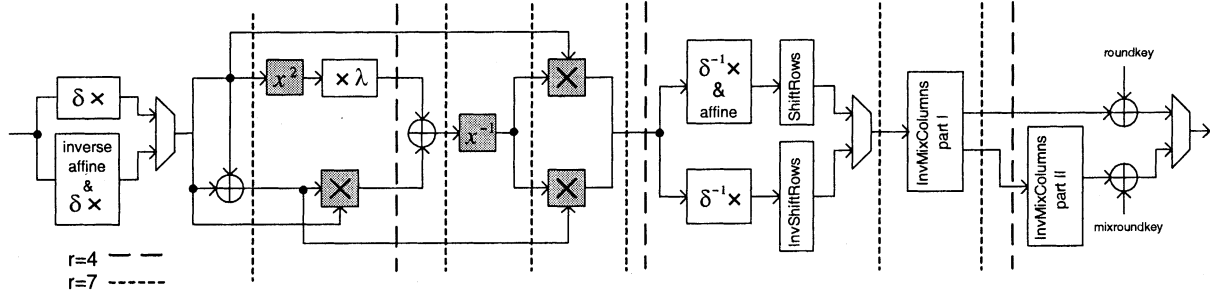 δ ×
inverse
affine
&
δ ×
x²
× λ
×
x⁻¹
×
×
δ⁻¹×
&
affine
δ⁻¹×
ShiftRows
InvShiftRows
InvMixColumns
part I
InvMixColumns
part II
roundkey
mixroundkey
r=4
r=7